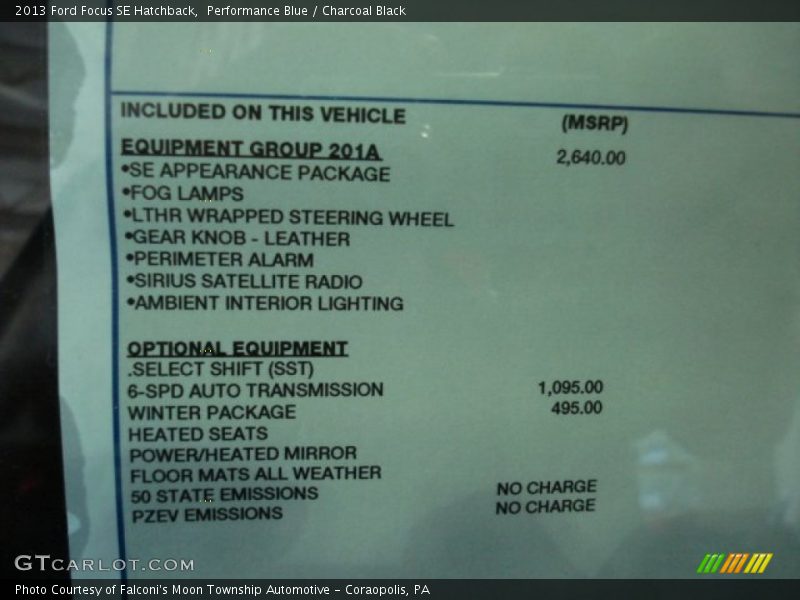 2013 Ford Focus SE Hatchback, Performance Blue / Charcoal Black
INCLUDED ON THIS VEHICLE (MSRP)
EQUIPMENT GROUP 201A 2,640.00
•SE APPEARANCE PACKAGE
•FOG LAMPS
•LTHR WRAPPED STEERING WHEEL
•GEAR KNOB - LEATHER
•PERIMETER ALARM
•SIRIUS SATELLITE RADIO
•AMBIENT INTERIOR LIGHTING
OPTIONAL EQUIPMENT
.SELECT SHIFT (SST)
6-SPD AUTO TRANSMISSION 1,095.00
WINTER PACKAGE 495.00
HEATED SEATS
POWER/HEATED MIRROR
FLOOR MATS ALL WEATHER
50 STATE EMISSIONS NO CHARGE
PZEV EMISSIONS NO CHARGE
GTCARLOT.COM
Photo Courtesy of Falconi's Moon Township Automotive - Coraopolis, PA